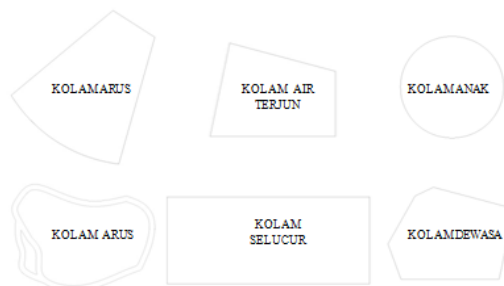 KOLAMARUS
KOLAM AIR
TERJUN
KOLAMANAK
KOLAM ARUS
KOLAM
SELUCUR
KOLAMDEWASA